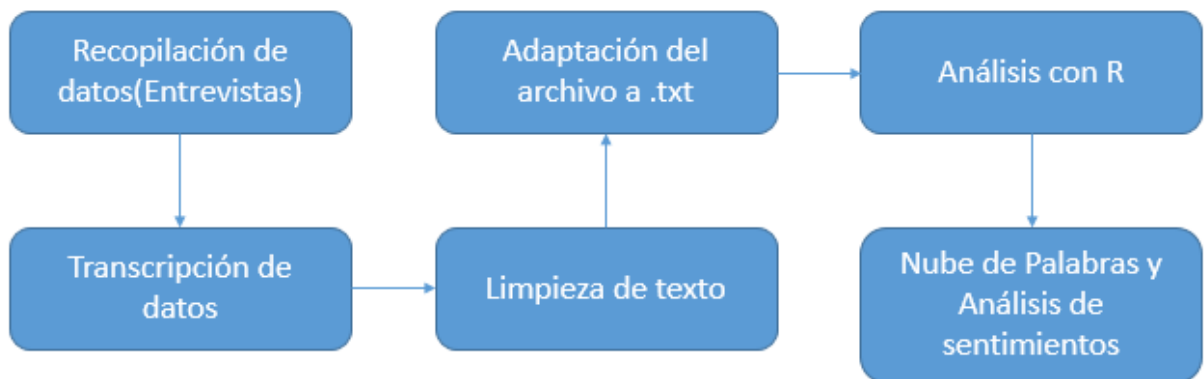 Recopilación de
datos(Entrevistas)
Transcripción de
datos
Limpieza de texto
Adaptación del
archivo a .txt
Análisis con R
Nube de Palabras y
Análisis de
sentimientos